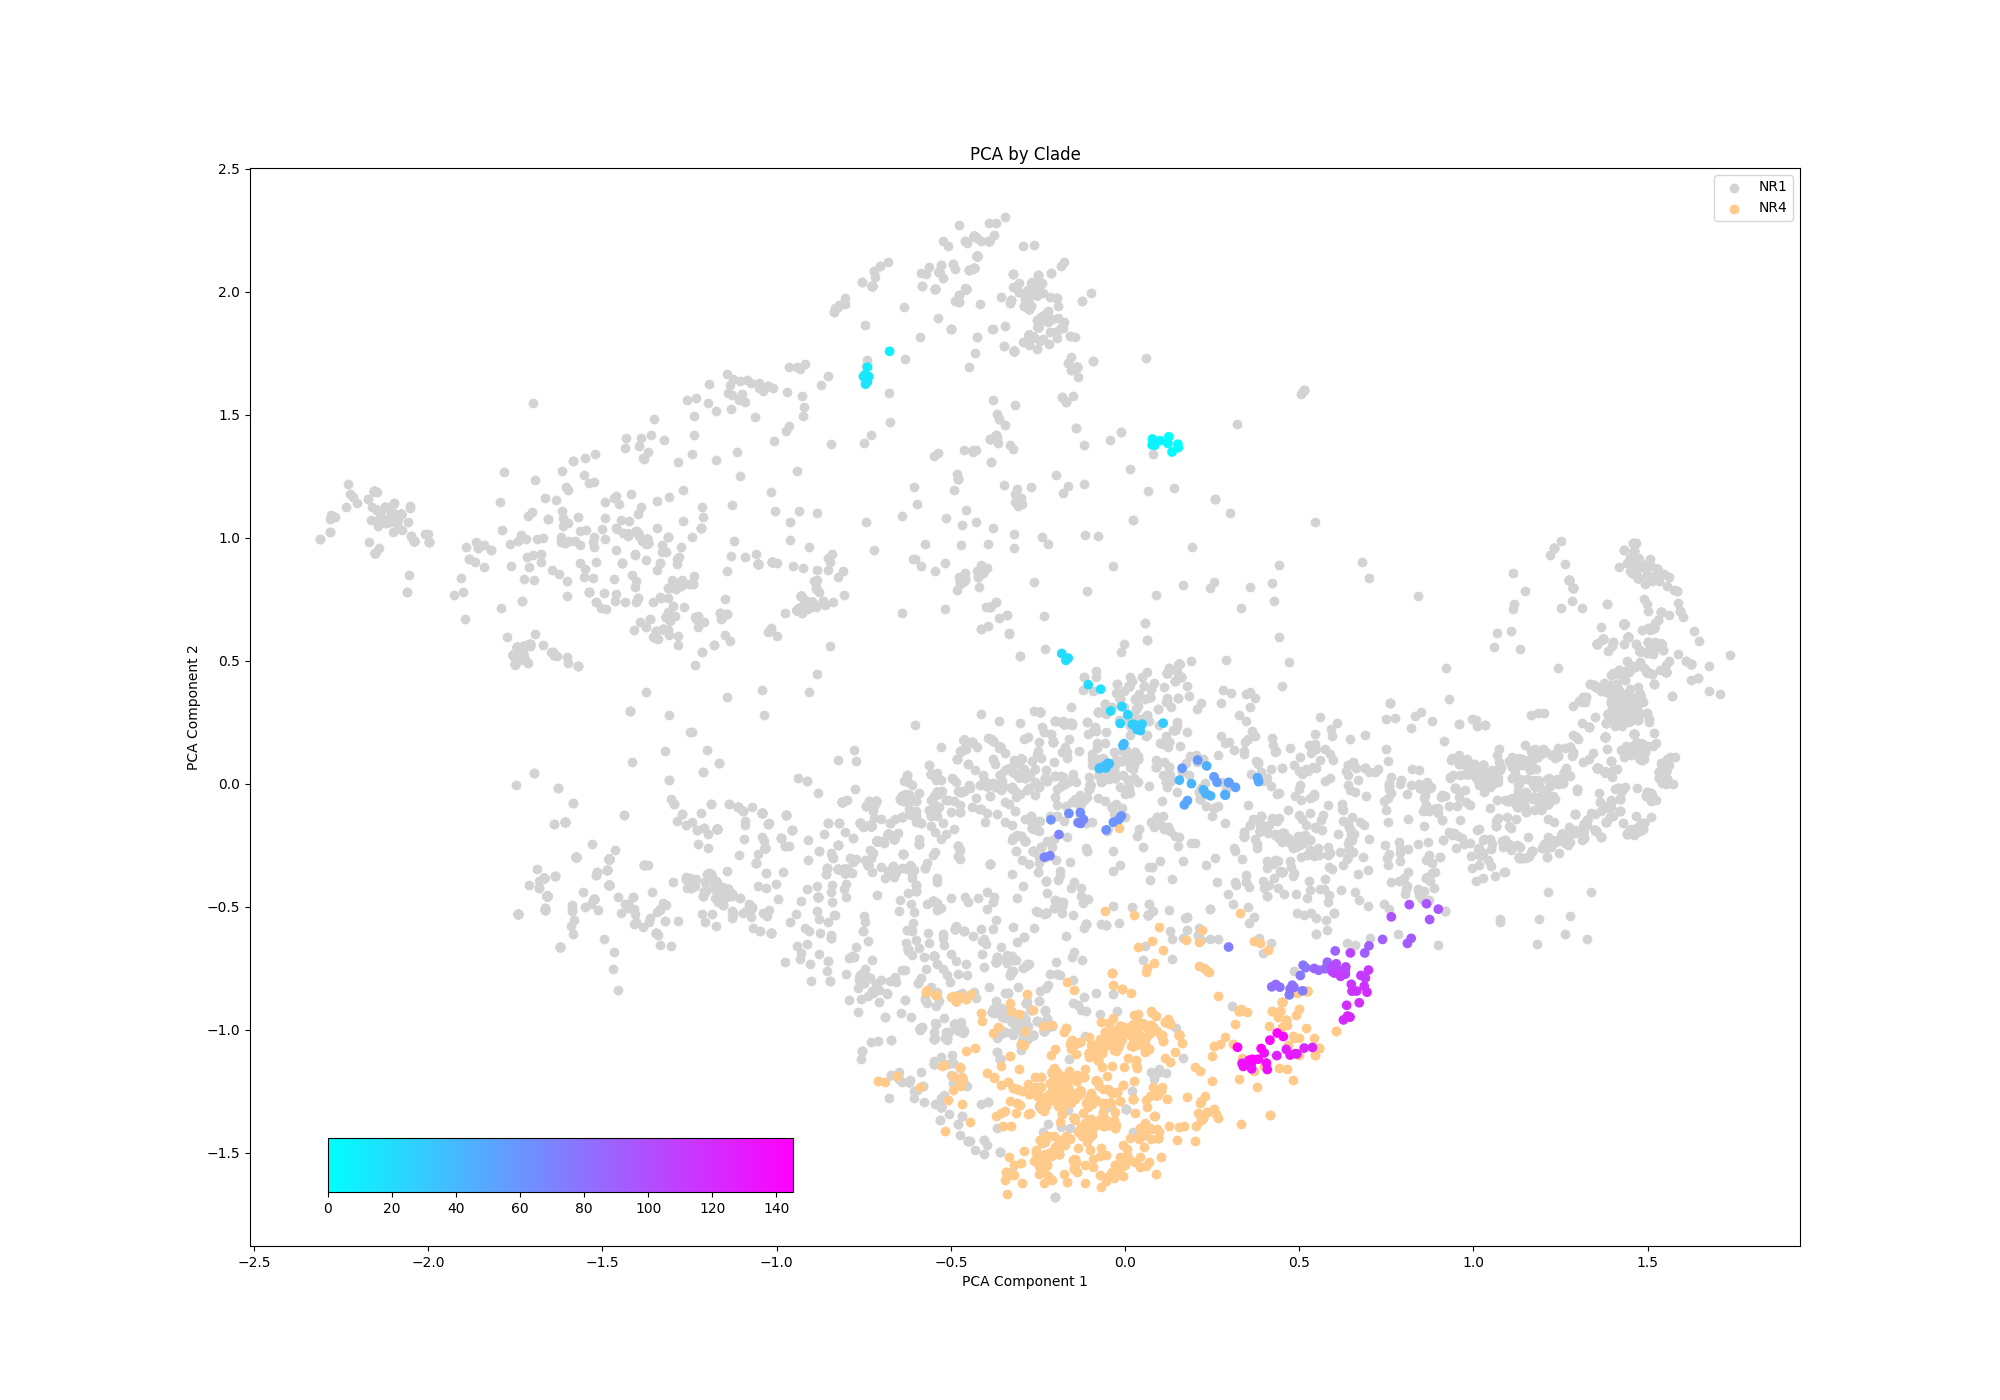 PCA by Clade
NR1
NR4
PCA Component 2
2.5
2.0
1.5
1.0
0.5
0.0
−0.5
−1.0
−1.5
0 20 40 60 80 100 120 140
−2.5 −2.0 −1.5 −1.0 −0.5 0.0 0.5 1.0 1.5
PCA Component 1